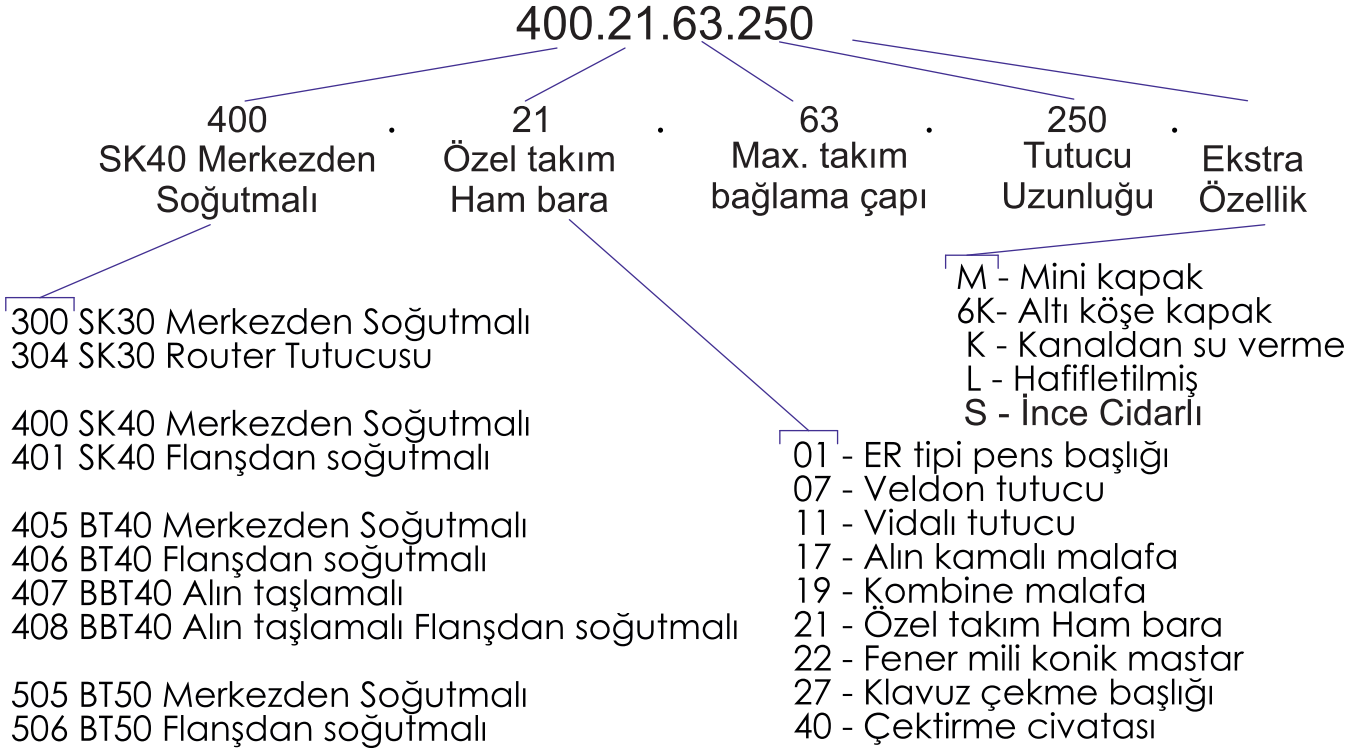 400.21.63.250
400 . 21 . 63 . 250 .
SK40 Merkezden
Soğutmalı
Özel takım
Ham bara
Max. takım
bağlama çapı
Tutucu
Uzunluğu
Ekstra
Özellik
300 SK30 Merkezden Soğutmalı
304 SK30 Router Tutucusu
400 SK40 Merkezden Soğutmalı
401 SK40 Flanşdan soğutmalı
405 BT40 Merkezden Soğutmalı
406 BT40 Flanşdan soğutmalı
407 BBT40 Alın taşlamalı
408 BBT40 Alın taşlamalı Flanşdan soğutmalı
505 BT50 Merkezden Soğutmalı
506 BT50 Flanşdan soğutmalı
01 - ER tipi pens başlığı
07 - Veldon tutucu
11 - Vidalı tutucu
17 - Alın kamalı malafa
19 - Kombine malafa
21 - Özel takım Ham bara
22 - Fener mili konik mastar
27 - Klavuz çekme başlığı
40 - Çektirme civatası
M - Mini kapak
6K- Altı köşe kapak
K - Kanaldan su verme
L - Hafifletilmiş
S - İnce Cidarlı